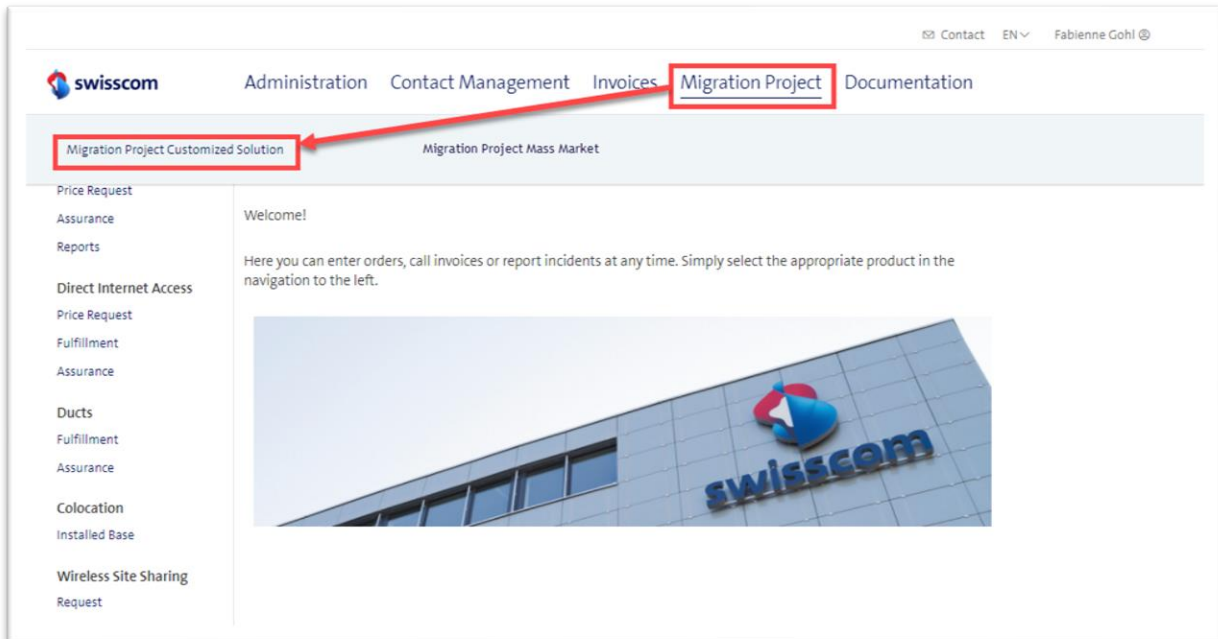 Contact EN Fabienne Gohl
swisscom Administration Contact Management Invoices Migration Project Documentation
Migration Project Customized Solution Migration Project Mass Market
Price Request
Assurance
Reports
Direct Internet Access
Price Request
Fulfillment
Assurance
Ducts
Fulfillment
Assurance
Colocation
Installed Base
Wireless Site Sharing
Request
Welcome!
Here you can enter orders, call invoices or report incidents at any time. Simply select the appropriate product in the
navigation to the left.
swisscom